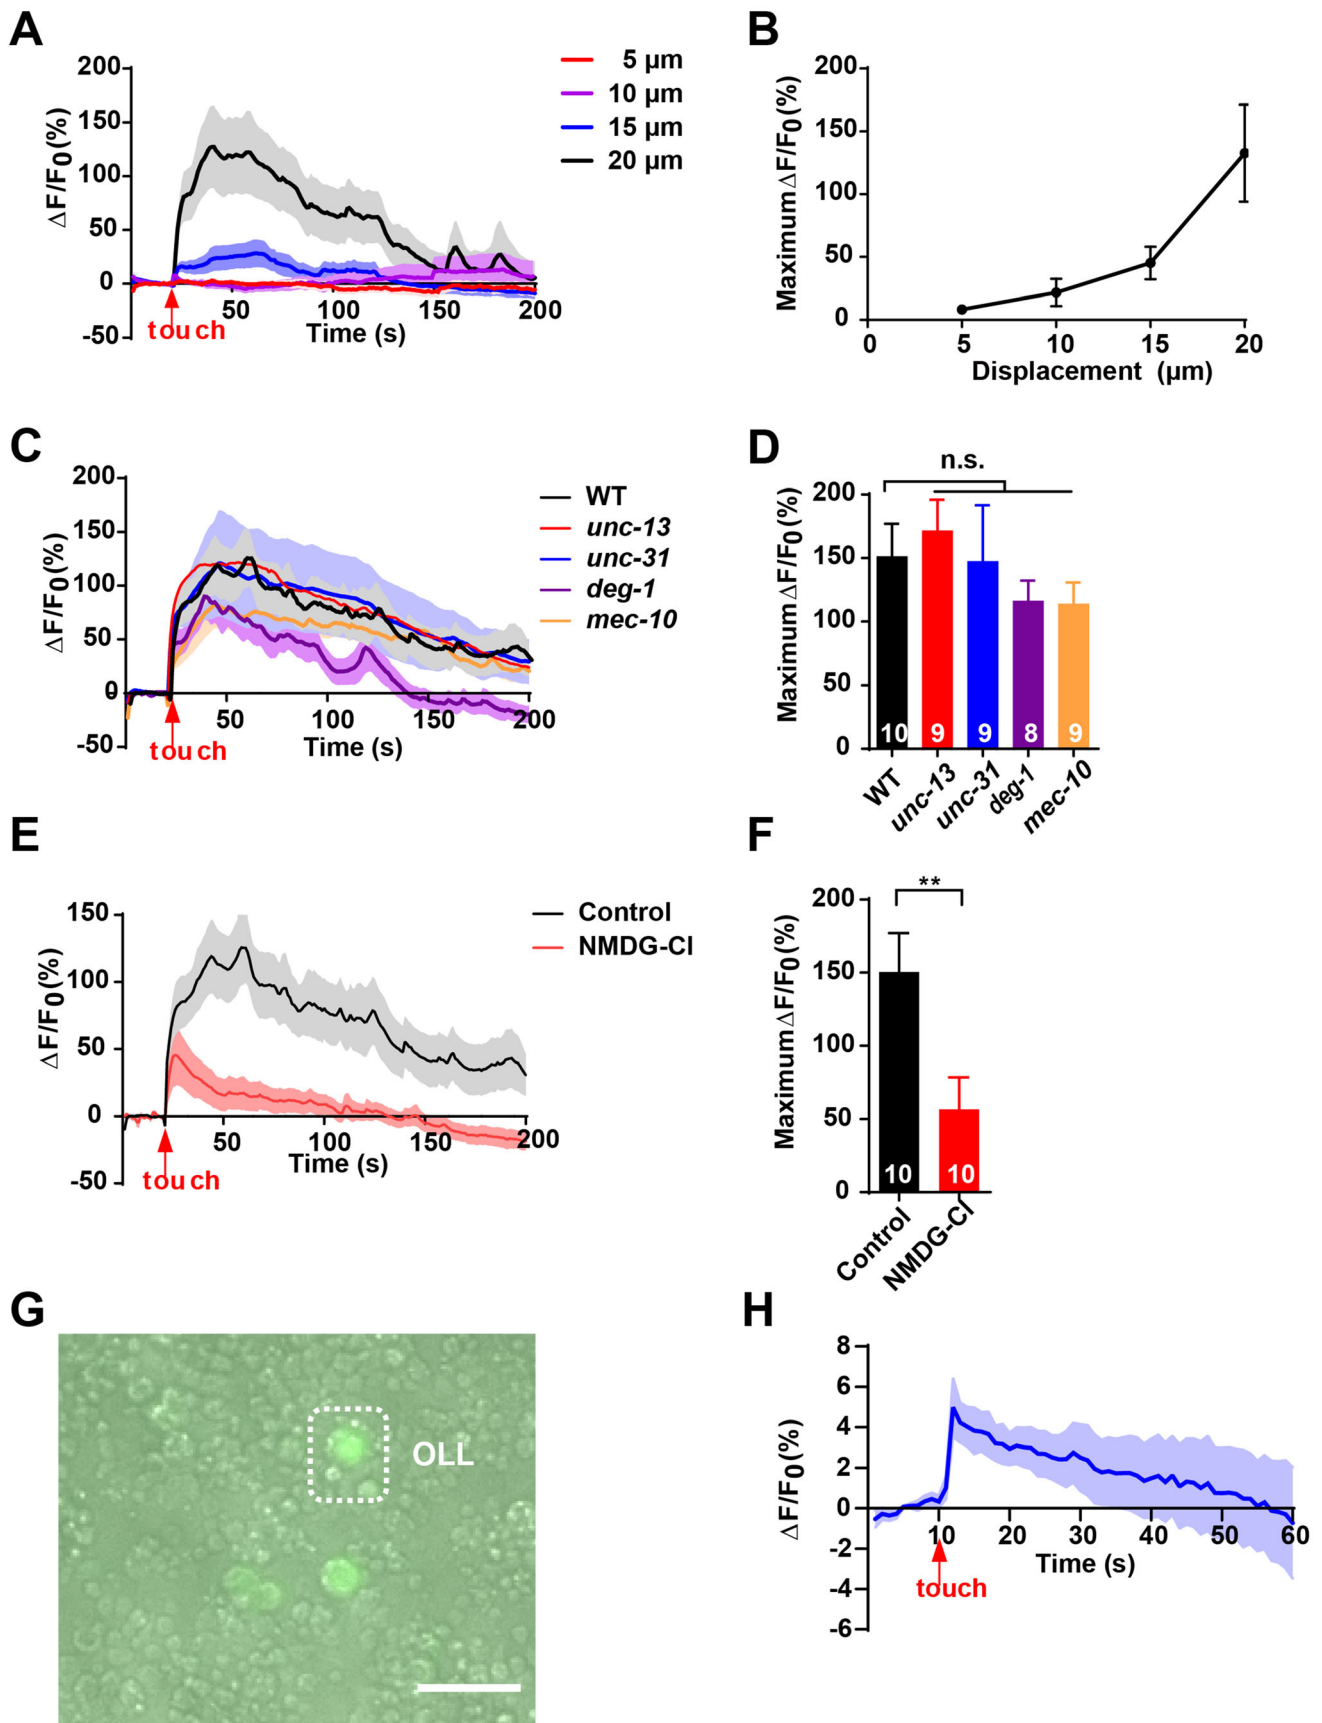 A
ΔF/F0(%)
200
150
100
50
0
-50
50
100
150
200
touch
Time (s)
5 µm
10 µm
15 µm
20 µm
B
Maximum ΔF/F0(%)
200
150
100
50
0
0
5
10
15
20
Displacement (µm)
C
ΔF/F0(%)
200
150
100
50
0
-50
50
100
150
200
touch
Time (s)
WT
unc-13
unc-31
deg-1
mec-10
D
n.s.
Maximum ΔF/F0(%)
200
150
100
50
0
10
9
9
8
9
WT
unc-13
unc-31
deg-1
mec-10
E
ΔF/F0(%)
150
100
50
0
-50
50
100
150
200
touch
Time (s)
Control
NMDG-Cl
F
**
Maximum ΔF/F0(%)
200
150
100
50
0
10
10
Control
NMDG-Cl
G
OLL
H
ΔF/F0(%)
8
6
4
2
0
-2
-4
-6
10
20
30
40
50
60
touch
Time (s)